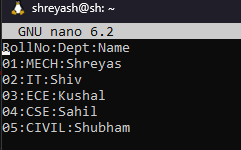 shreyash@sh: ~
GNU nano 6.2
RollNo:Dept:Name
01:MECH:Shreyas
02:IT:Shiv
03:ECE:Kushal
04:CSE:Sahil
05:CIVIL:Shubham